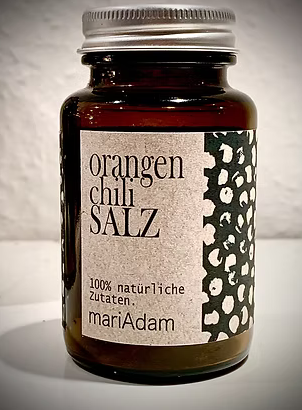 orangen
chili
SALZ
100% natürliche
Zutaten.
mariAdam